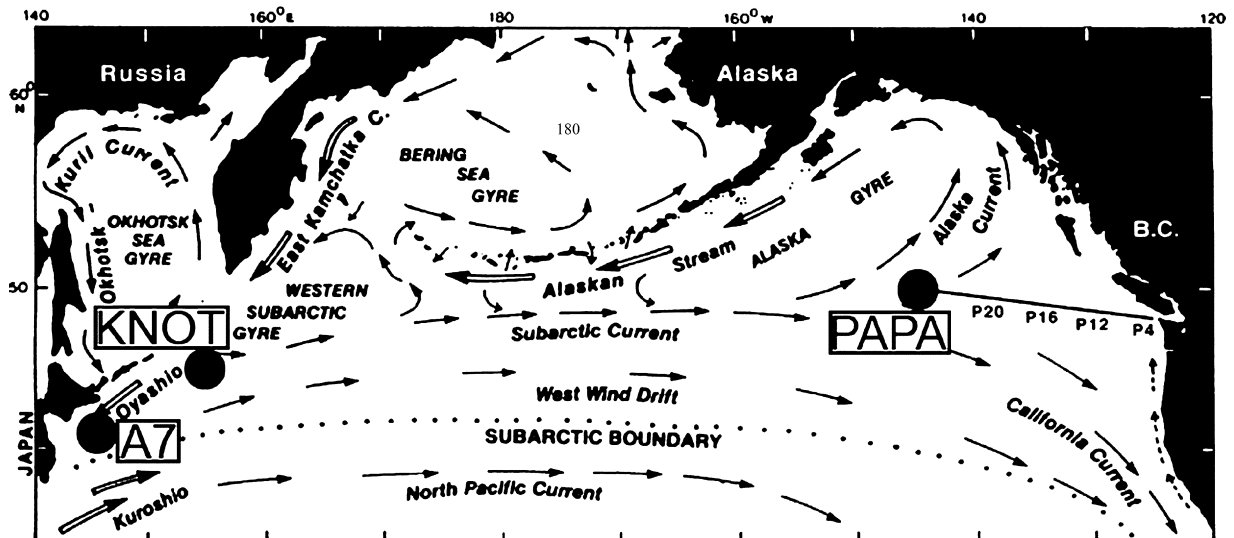 140 160°E 180 160°W 140 120
Russia
Alaska
60°
N
180
Kuril Current
East Kamchatka C.
BERING
SEA
GYRE
GYRE
Alaska
Current
OKHOTSK
SEA
GYRE
Okhotsk
B.C.
Stream
ALASKA
50
Alaskan
WESTERN
SUBARCTIC
GYRE
KNOT
Subarctic Current
PAPA
P20 P16 P12 P4
Oyashio
West Wind Drift
A7
SUBARCTIC BOUNDARY
California Current
JAPAN
Kuroshio
North Pacific Current